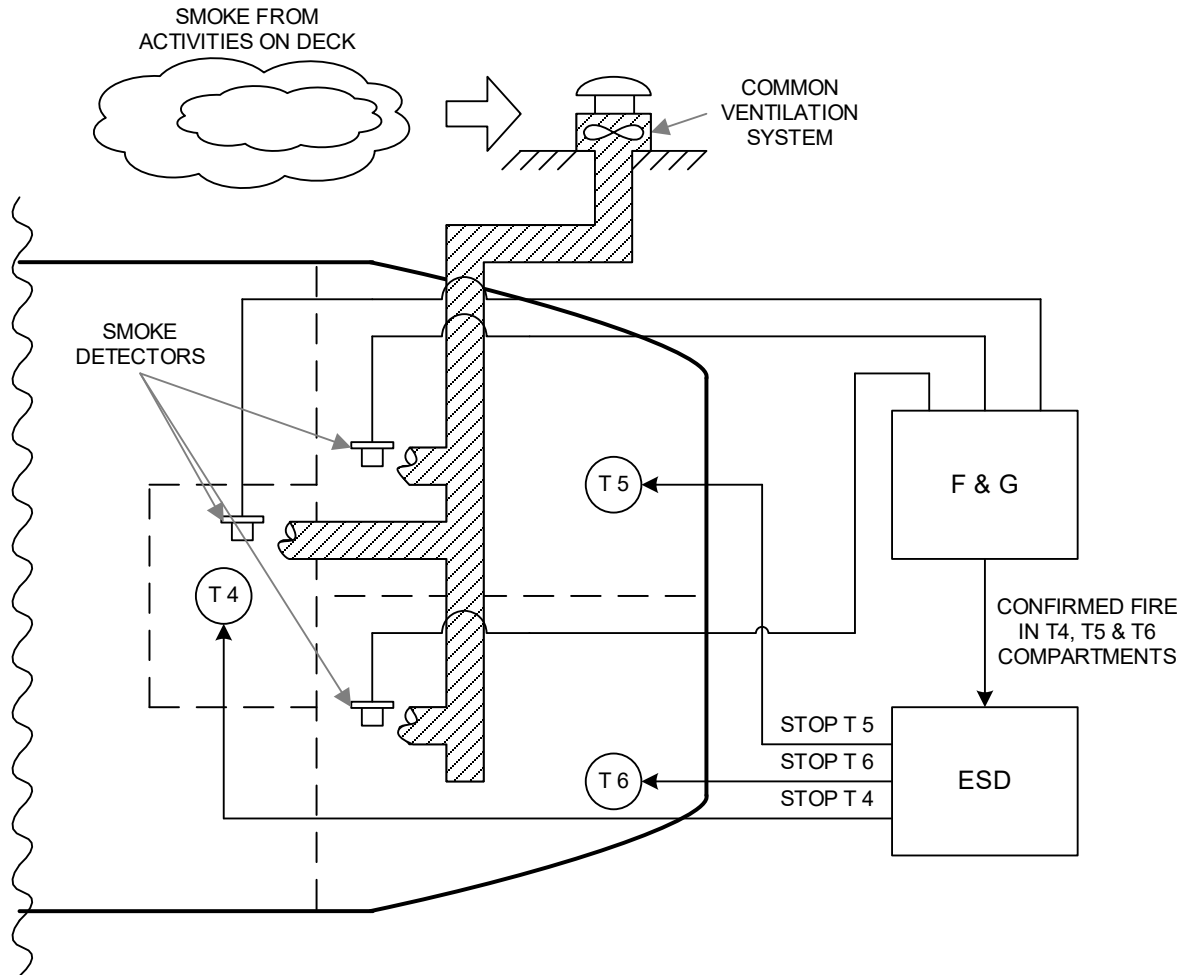 SMOKE FROM
ACTIVITIES ON DECK
COMMON
VENTILATION
SYSTEM
SMOKE
DETECTORS
T 5
F & G
T 4
CONFIRMED FIRE
IN T4, T5 & T6
COMPARTMENTS
STOP T 5
T 6
STOP T 6
ESD
STOP T 4